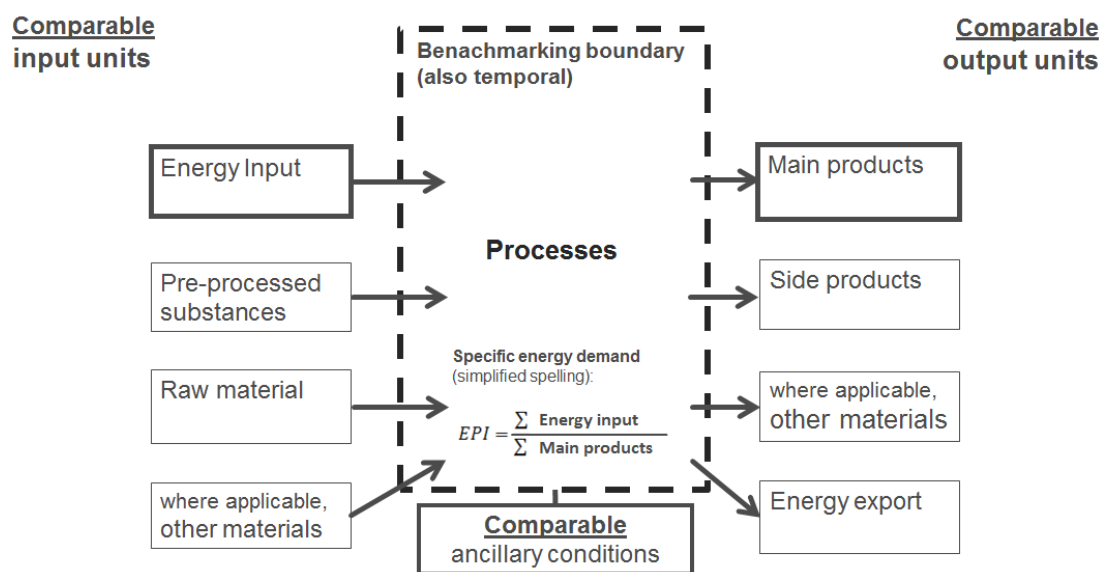 Comparable
input units
Benachmarking boundary
(also temporal)
Comparable
output units
Energy Input
Main products
Processes
Pre-processed
substances
Side products
Specific energy demand
(simplified spelling):
Raw material
where applicable,
other materials
EPI = ∑ Energy input
∑ Main products
where applicable,
other materials
Energy export
Comparable
ancillary conditions